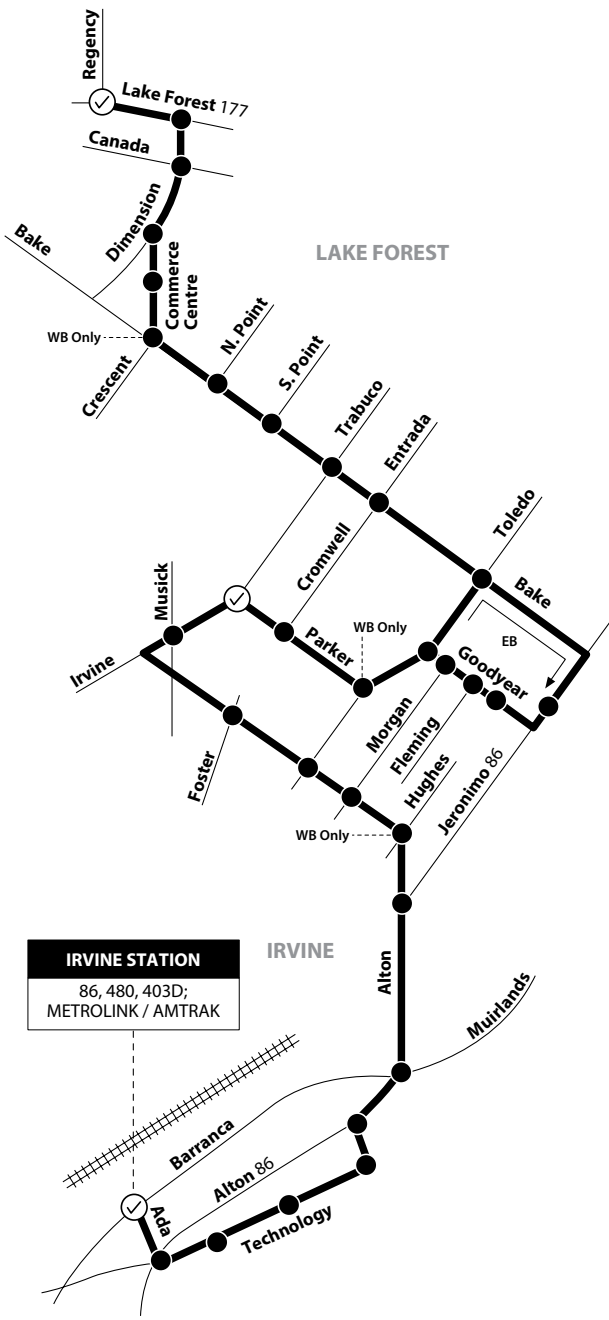 Regency
Lake Forest 177
Canada
Dimension
Bake
LAKE FOREST
Commerce
Centre
WB Only
Crescent
N. Point
S. Point
Trabuco
Entrada
Toledo
Cromwell
Bake
Musick
WB Only
EB
Parker
Goodyear
Irvine
Morgan
Fleming
Foster
Hughes
Jeronimo 86
WB Only
IRVINE STATION
86, 480, 403D;
METROLINK / AMTRAK
IRVINE
Alton
Muirlands
Barranca
Alton 86
Ada
Technology